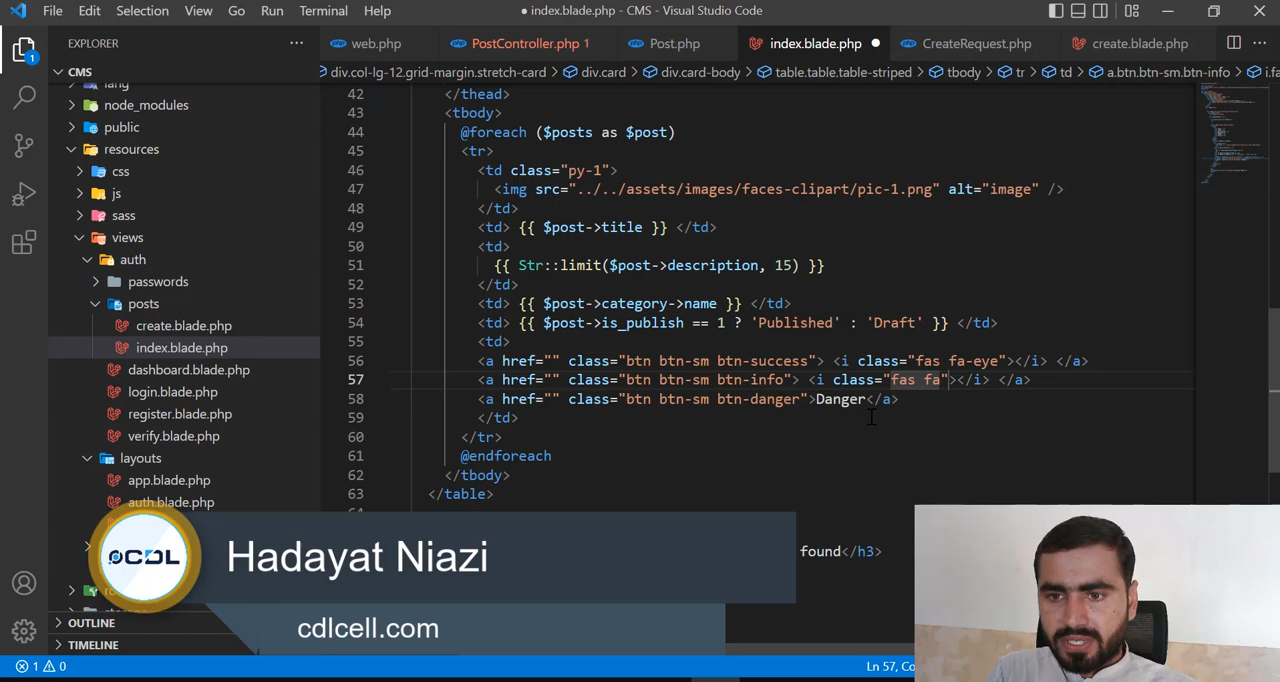 File Edit Selection View Go Run Terminal Help
● index.blade.php - CMS - Visual Studio Code
EXPLORER
web.php
PostController.php 1
Post.php
index.blade.php
CreateRequest.php
create.blade.php
div.col-lg-12.grid-margin.stretch-card > div.card > div.card-body > table.table.table-striped > tbody > tr > td > a.btn.btn-sm.btn-info > i.fa
CMS
lang
node_modules
public
resources
css
js
sass
views
auth
passwords
posts
create.blade.php
index.blade.php
dashboard.blade.php
login.blade.php
register.blade.php
verify.blade.php
layouts
app.blade.php
auth.blade.php
OUTLINE
TIMELINE
42 </thead>
43 <tbody>
44 @foreach ($posts as $post)
45 <tr>
46 <td class="py-1">
47 <img src="../../assets/images/faces-clipart/pic-1.png" alt="image" />
48 </td>
49 <td> {{ $post->title }} </td>
50 <td>
51 {{ Str::limit($post->description, 15) }}
52 </td>
53 <td> {{ $post->category->name }} </td>
54 <td> {{ $post->is_publish == 1 ? 'Published' : 'Draft' }} </td>
55 <td>
56 <a href="" class="btn btn-sm btn-success"> <i class="fas fa-eye"></i> </a>
57 <a href="" class="btn btn-sm btn-info"> <i class="fas fa"></i> </a>
58 <a href="" class="btn btn-sm btn-danger">Danger</a>
59 </td>
60 </tr>
61 @endforeach
62 </tbody>
63 </table>
found</h3>
OCDL
Hadayat Niazi
cdlcell.com
1 0
Ln 57, Co
1